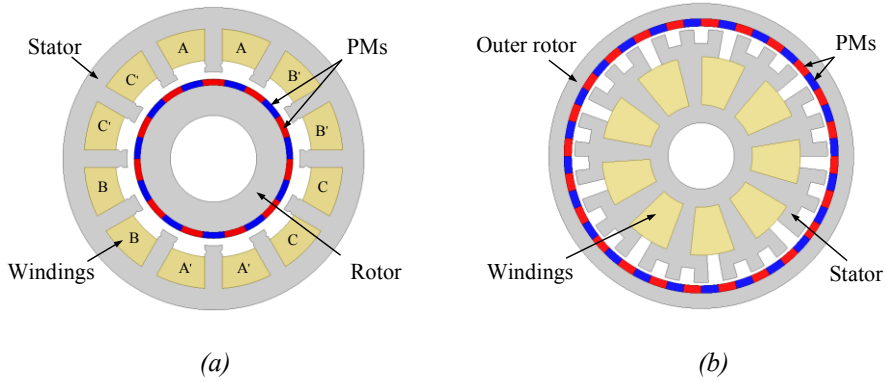 Stator
PMs
A
A
C'
B'
C'
B'
B
C
B
C
A'
A'
Windings
Rotor
(a)
Outer rotor
PMs
Windings
Stator
(b)